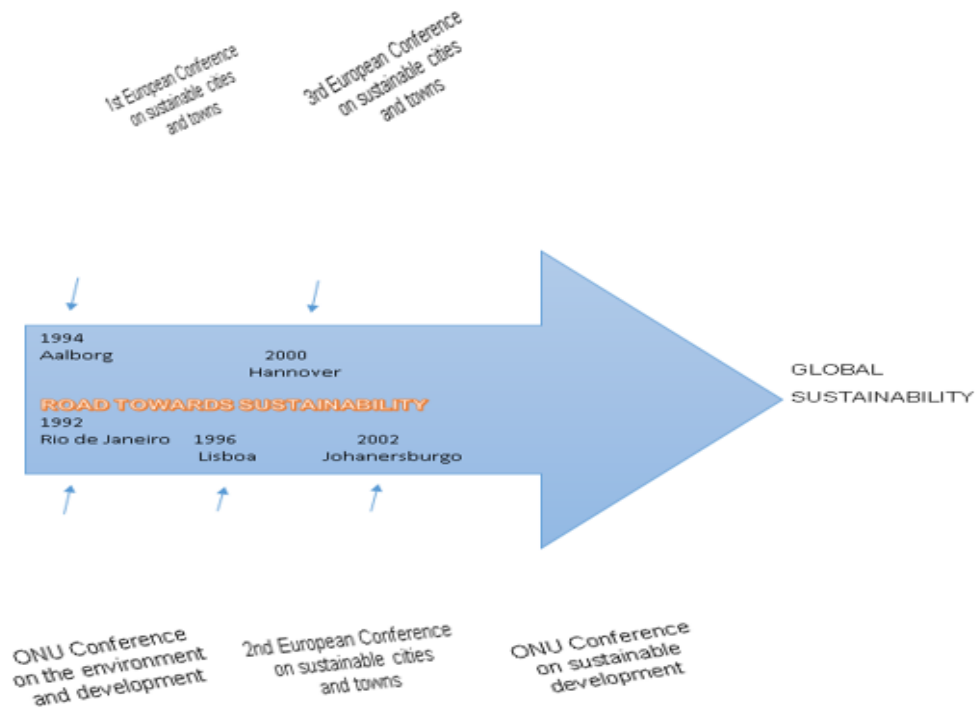 1st European Conference
on sustainable cities
and towns
3rd European Conference
on sustainable cities
and towns
1994
Aalborg
2000
Hannover
ROAD TOWARDS SUSTAINABILITY
1992
Rio de Janeiro
1996
Lisboa
2002
Johanersburgo
GLOBAL
SUSTAINABILITY
ONU Conference
on the environment
and development
2nd European Conference
on sustainable cities
and towns
ONU Conference
on sustainable
development